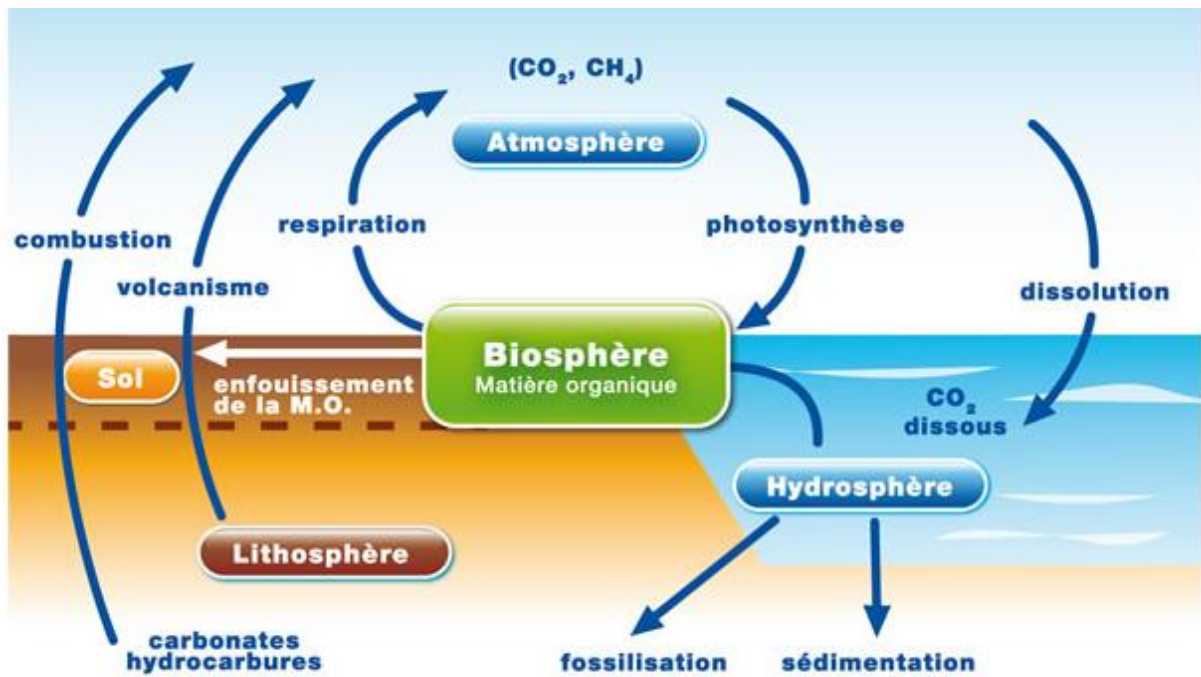 (CO₂, CH₄)
Atmosphère
respiration
photosynthèse
combustion
volcanisme
dissolution
Biosphère
Matière organique
Sol
enfouissement
de la M.O.
CO₂
dissous
Hydrosphère
Lithosphère
carbonates
hydrocarbures
fossilisation
sédimentation